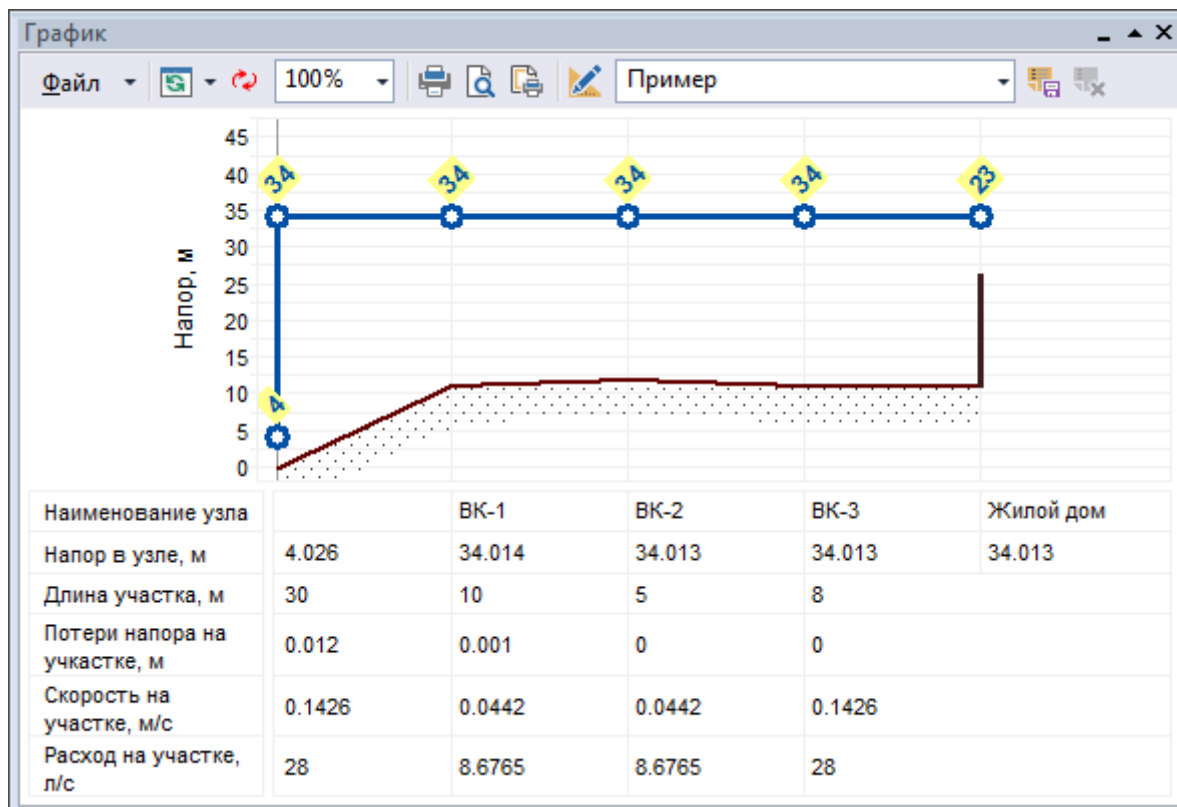 График
Файл 100% Пример
45
40
35
30
25
20
15
10
5
0
Напор, м
34 34 34 34 23
4
Наименование узла ВК-1 ВК-2 ВК-3 Жилой дом
Напор в узле, м 4.026 34.014 34.013 34.013 34.013
Длина участка, м 30 10 5 8
Потери напора на
учкастке, м 0.012 0.001 0 0
Скорость на
участке, м/с 0.1426 0.0442 0.0442 0.1426
Расход на участке,
л/с 28 8.6765 8.6765 28